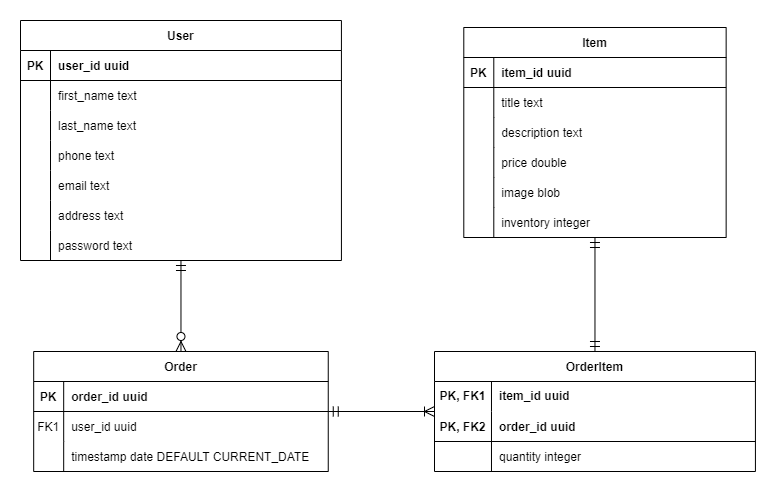 User
PK user_id uuid
first_name text
last_name text
phone text
email text
address text
password text
Item
PK item_id uuid
title text
description text
price double
image blob
inventory integer
Order
PK order_id uuid
FK1 user_id uuid
timestamp date DEFAULT CURRENT_DATE
OrderItem
PK, FK1 item_id uuid
PK, FK2 order_id uuid
quantity integer